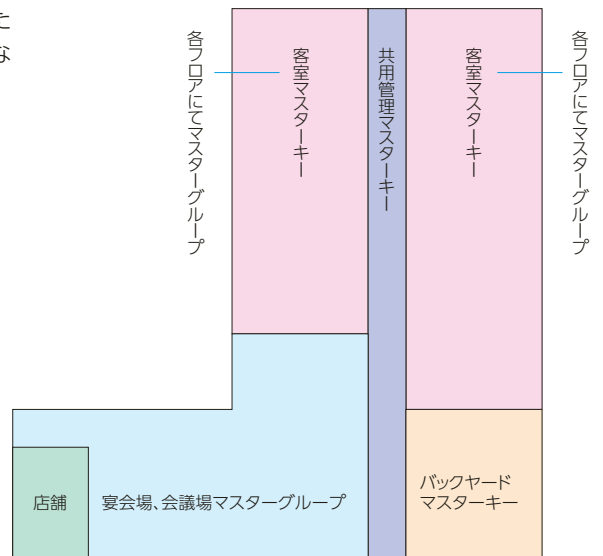 た
な
各フロアにてマスターグループ
客室マスターキー
共用管理マスターキー
客室マスターキー
各フロアにてマスターグループ
店舗
宴会場、会議場マスターグループ
バックヤード
マスターキー